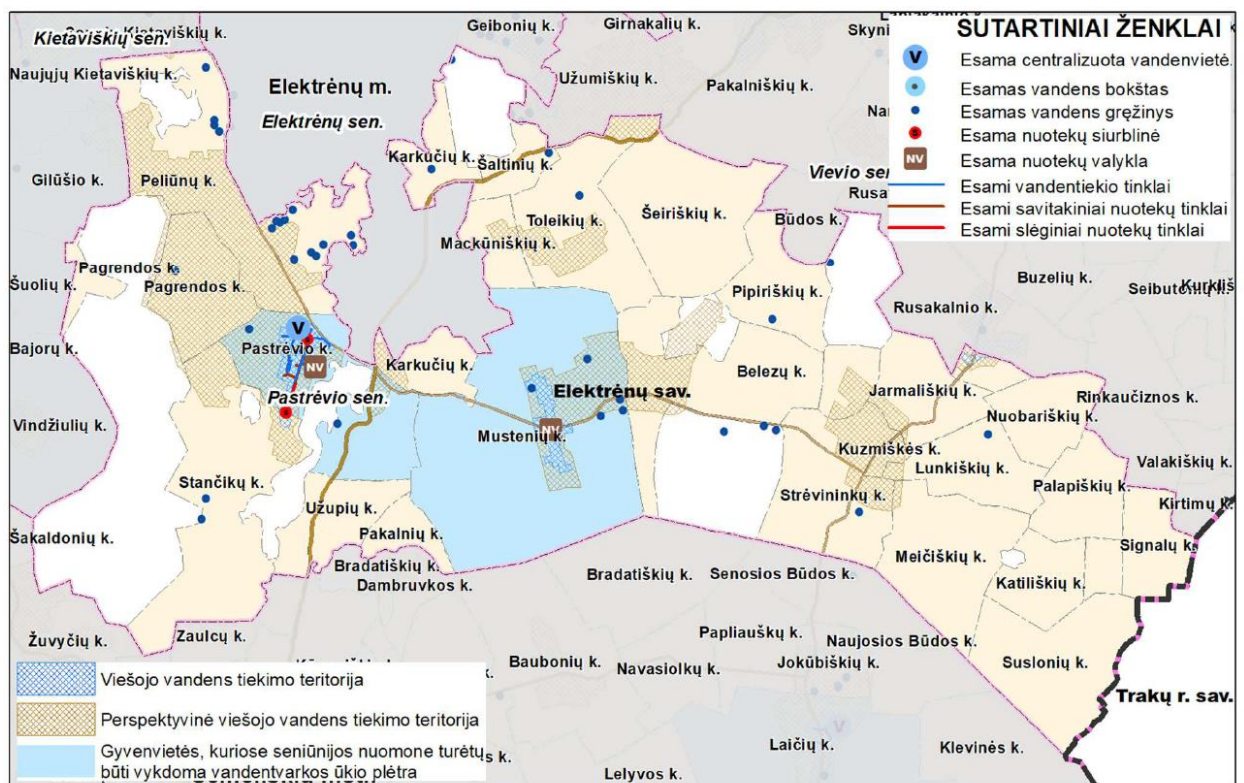 SUTARTINIAI ŽENKLAI
V Esama centralizuota vandenvietė
Esamas vandens bokštas
Esamas vandens gręžinys
Esama nuotekų siurblinė
NV Esama nuotekų valykla
Esami vandentiekio tinklai
Esami savitakiniai nuotekų tinklai
Esami slėginiai nuotekų tinklai
Kietaviškių sen.
Kietaviškių k.
Geibonių k.
Girnakalių k.
Naujųjų Kietaviškių k.
Užumiškių k.
Elektrėnų m.
Pakalniškių k.
Elektrėnų sen.
Karkučių k.
Šaltinių k.
Vievio sen.
Gilūšio k.
Peliūnų k.
Toleikių k.
Šeiriškių k.
Būdos k.
Mackūniškių k.
Pagrendos k.
Pagrendos k.
Šuolių k.
Buzelių k.
Pipiriškių k.
Rusakalnio k.
V
Bajorų k.
Pastrėvio k.
NV
Karkučių k.
Belezų k.
Jarmališkių k.
Elektrėnų sav.
Pastrėvio sen.
Rinkaučiznos k.
Nuobariškių k.
Vindžiulių k.
Mustenių k.
Kuzmiškės k.
Lunkiškių k.
Valakiškių k.
Stančikų k.
Strėvininkų k.
Palapiškių k.
Kirtimų k.
Užupių k.
Šakaldonių k.
Pakalnių k.
Meičiškių k.
Signalų k.
Bradatiškių k.
Bradatiškių k.
Senosios Būdos k.
Dambruvkos k.
Katiliškių k.
Žuvyčių k.
Zaulcų k.
Papliauškų k.
Naujosios Būdos k.
Baubonių k.
Navasiolkų k.
Jokūbiškių k.
Suslonių k.
Trakų r. sav.
V
Laičių k.
Klevinės k.
Lelyvos k.
Viešojo vandens tiekimo teritorija
Perspektyvinė viešojo vandens tiekimo teritorija
Gyvenvietės, kuriose seniūnijos nuomone turėtų
būti vykdoma vandentvarkos ūkio plėtra